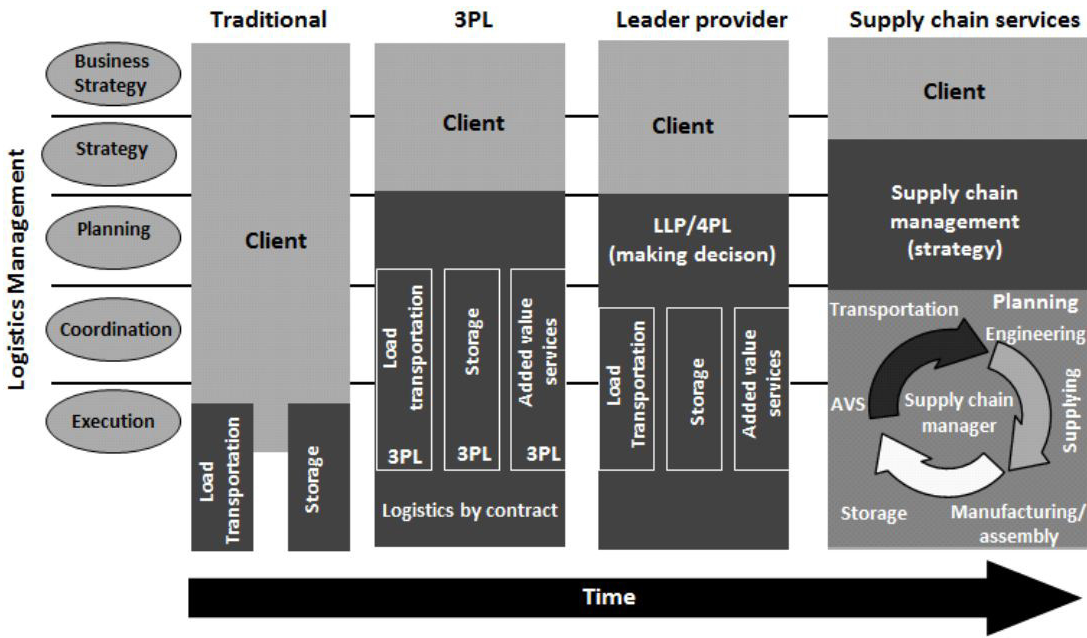 Traditional
3PL
Leader provider
Supply chain services
Logistics Management
Business
Strategy
Strategy
Planning
Coordination
Execution
Client
Load
Transportation
Storage
Client
Load
transportation
3PL
Storage
3PL
Added value
services
3PL
Logistics by contract
Client
LLP/4PL
(making decison)
Load
Transportation
Storage
Added value
services
Client
Supply chain
management
(strategy)
Transportation
Planning
Engineering
Supplying
AVS
Supply chain
manager
Storage
Manufacturing/
assembly
Time